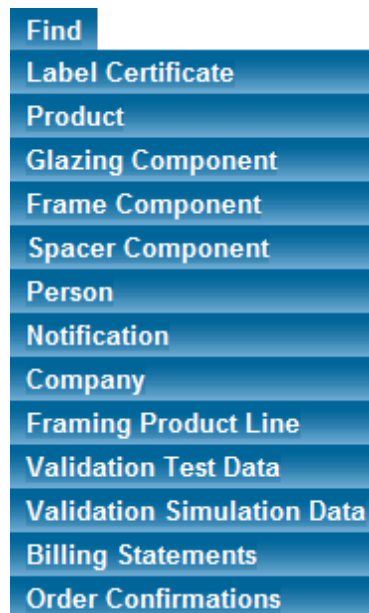 Find
Label Certificate
Product
Glazing Component
Frame Component
Spacer Component
Person
Notification
Company
Framing Product Line
Validation Test Data
Validation Simulation Data
Billing Statements
Order Confirmations